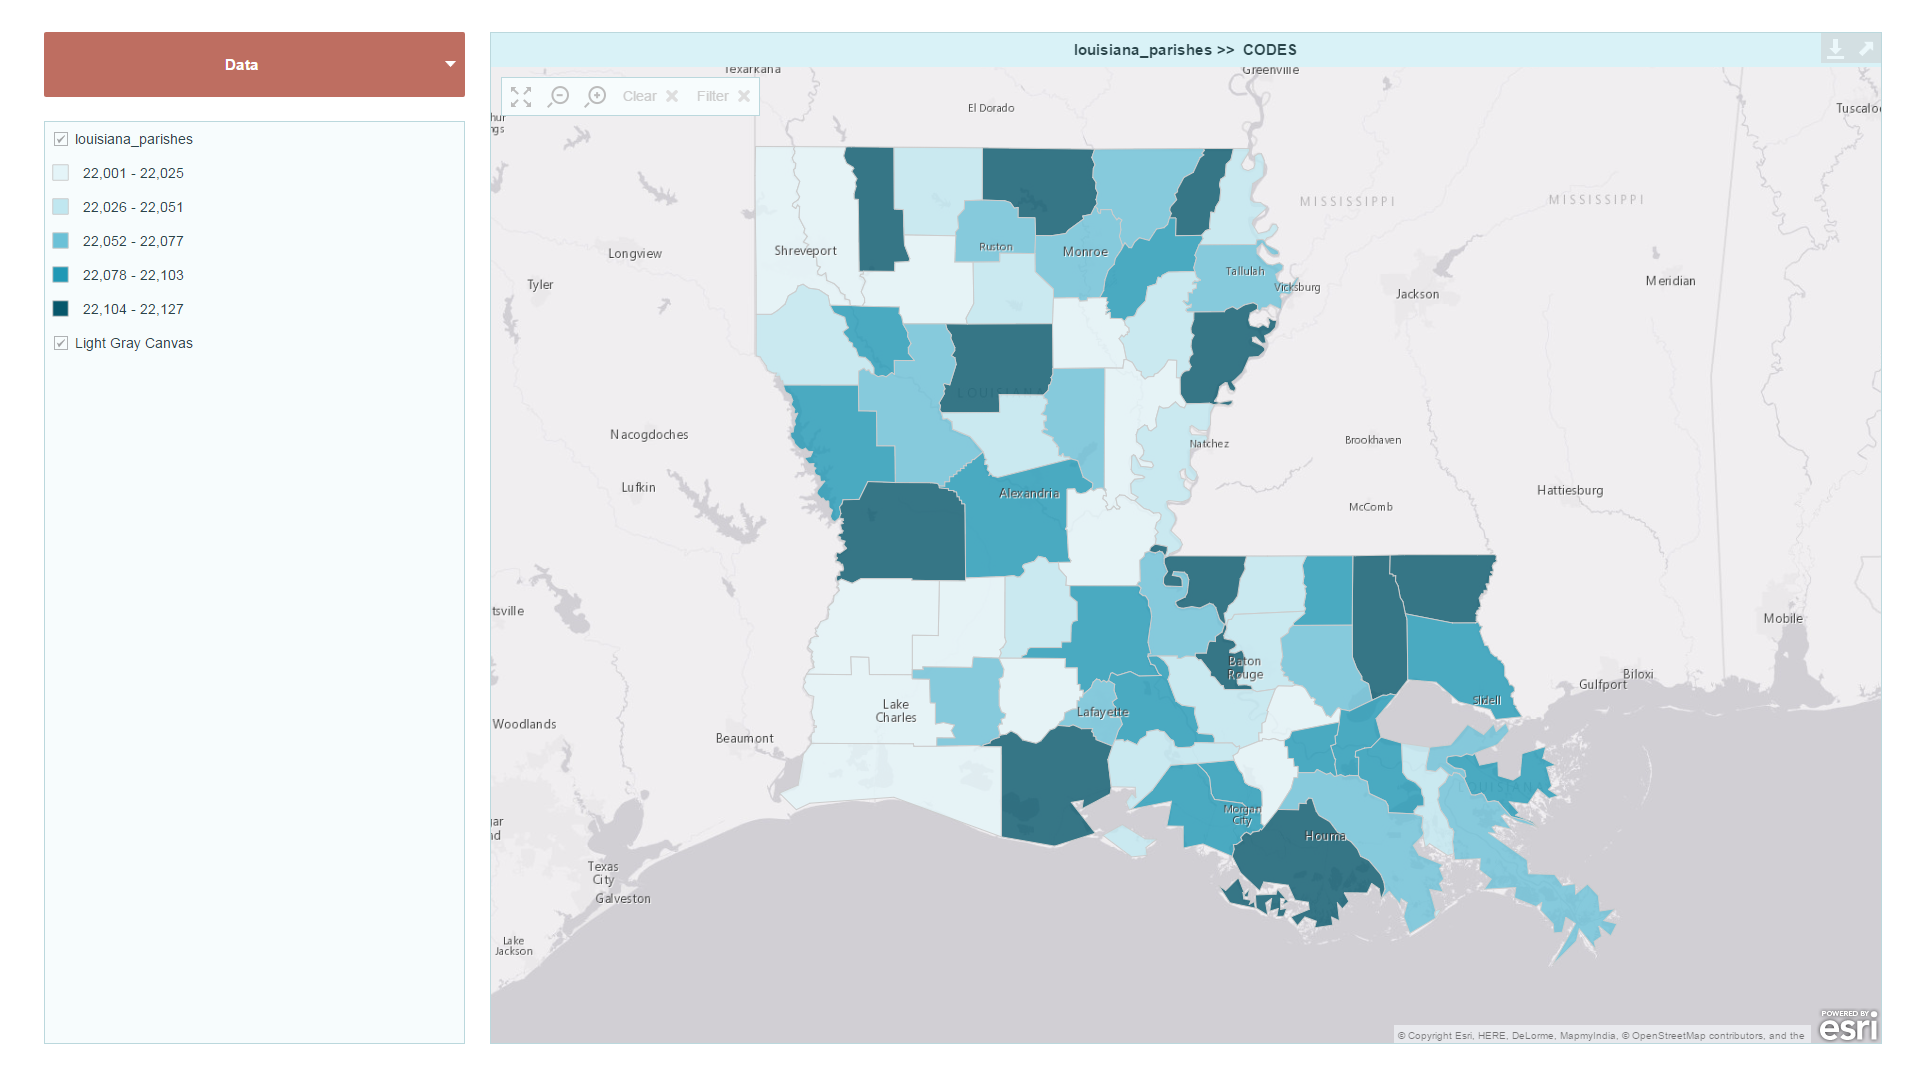 Data
louisiana_parishes
22,001 - 22,025
22,026 - 22,051
22,052 - 22,077
22,078 - 22,103
22,104 - 22,127
Light Gray Canvas
louisiana_parishes >> CODES
Clear
Filter
Texarkana
Greenville
El Dorado
Tuscaloo
MISSISSIPPI
MISSISSIPPI
Longview
Shreveport
Ruston
Monroe
Tallulah
Vicksburg
Tyler
Jackson
Meridian
LOUISIANA
Nacogdoches
Natchez
Brookhaven
Lufkin
Alexandria
Hattiesburg
McComb
tsville
Mobile
Baton
Rouge
Biloxi
Gulfport
Slidell
Lake
Charles
Lafayette
Woodlands
Beaumont
LOUISIAN
Morgan
City
Houma
Texas
City
Galveston
Lake
Jackson
© Copyright Esri, HERE, DeLorme, MapmyIndia, © OpenStreetMap contributors, and the
POWERED BY
esri